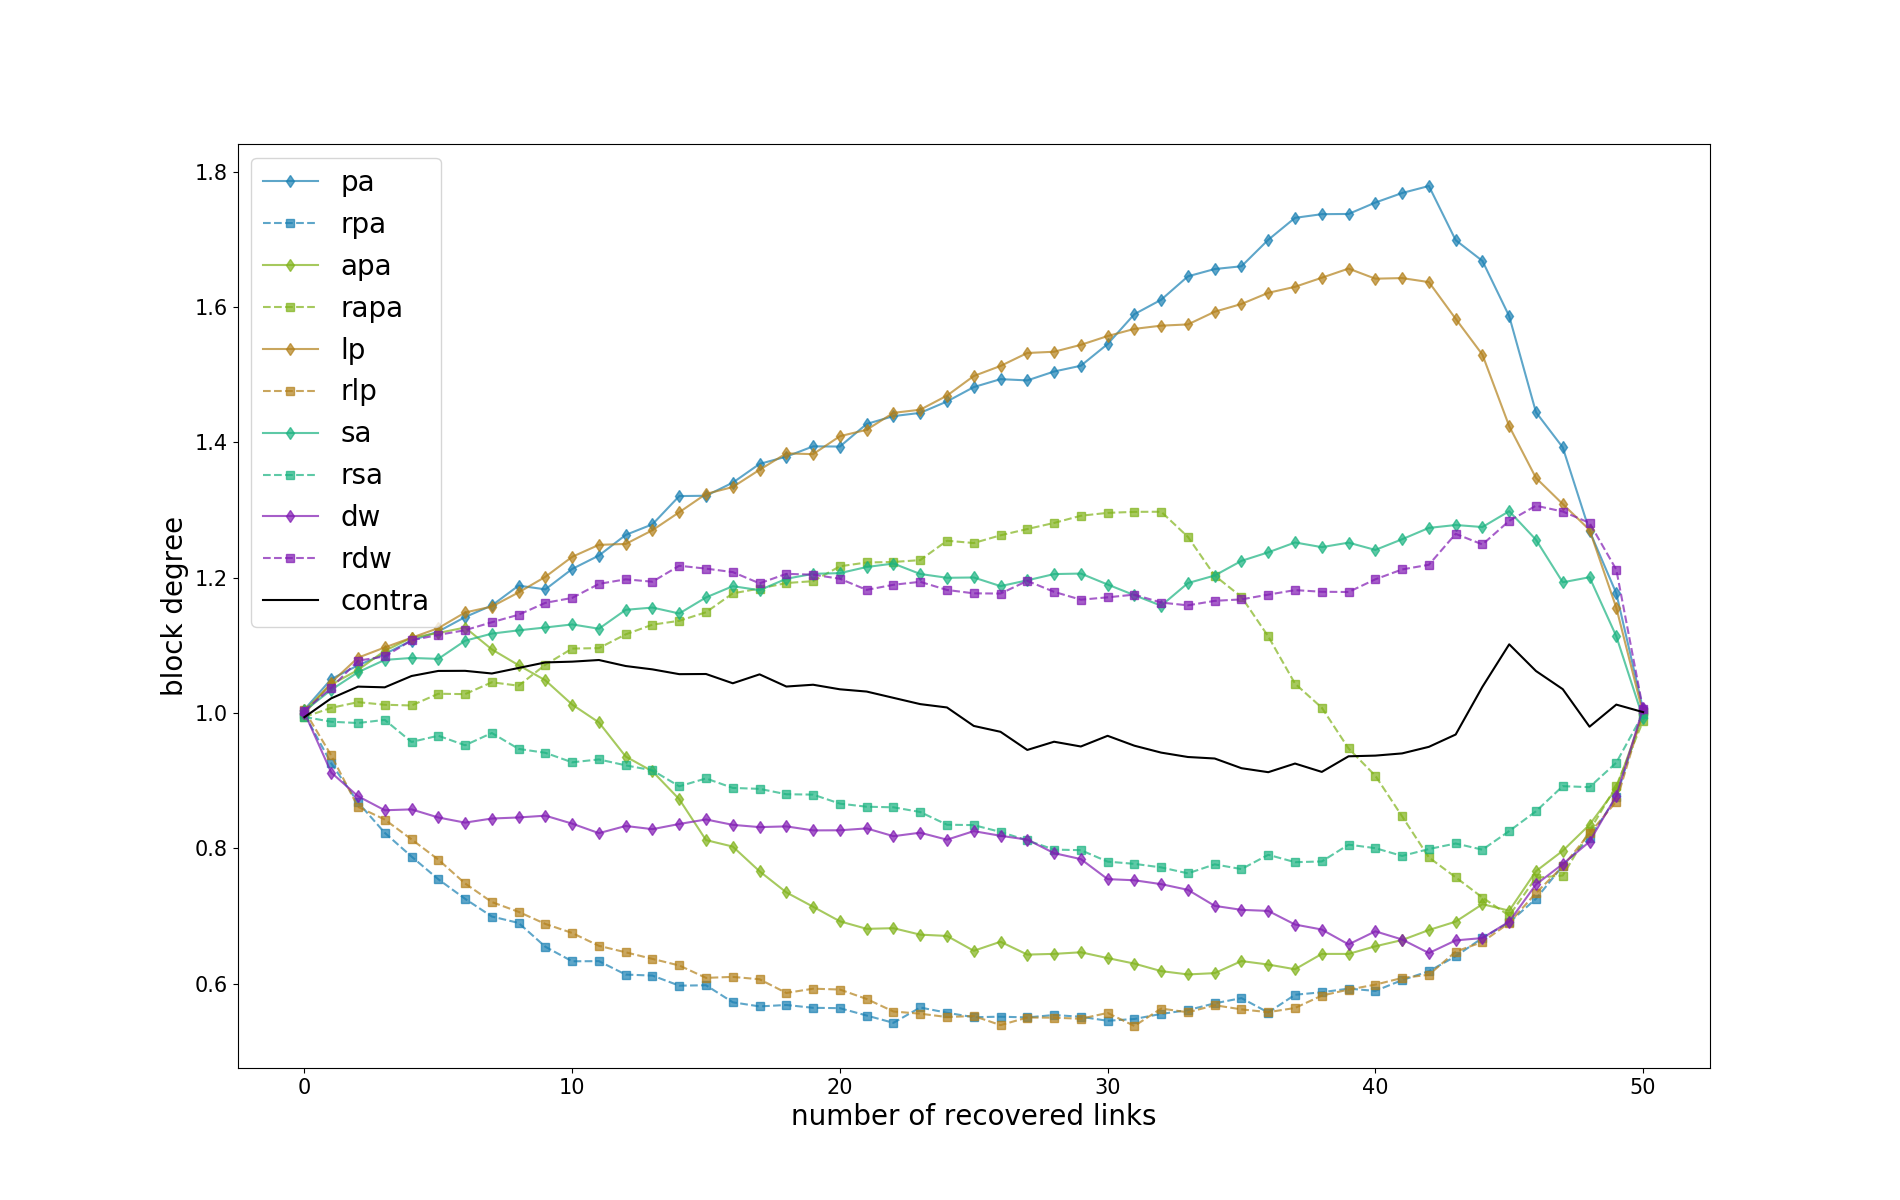 1.8
1.6
1.4
1.2
1.0
0.8
0.6
block degree
pa
rpa
apa
rapa
lp
rlp
sa
rsa
dw
rdw
contra
0 10 20 30 40 50
number of recovered links